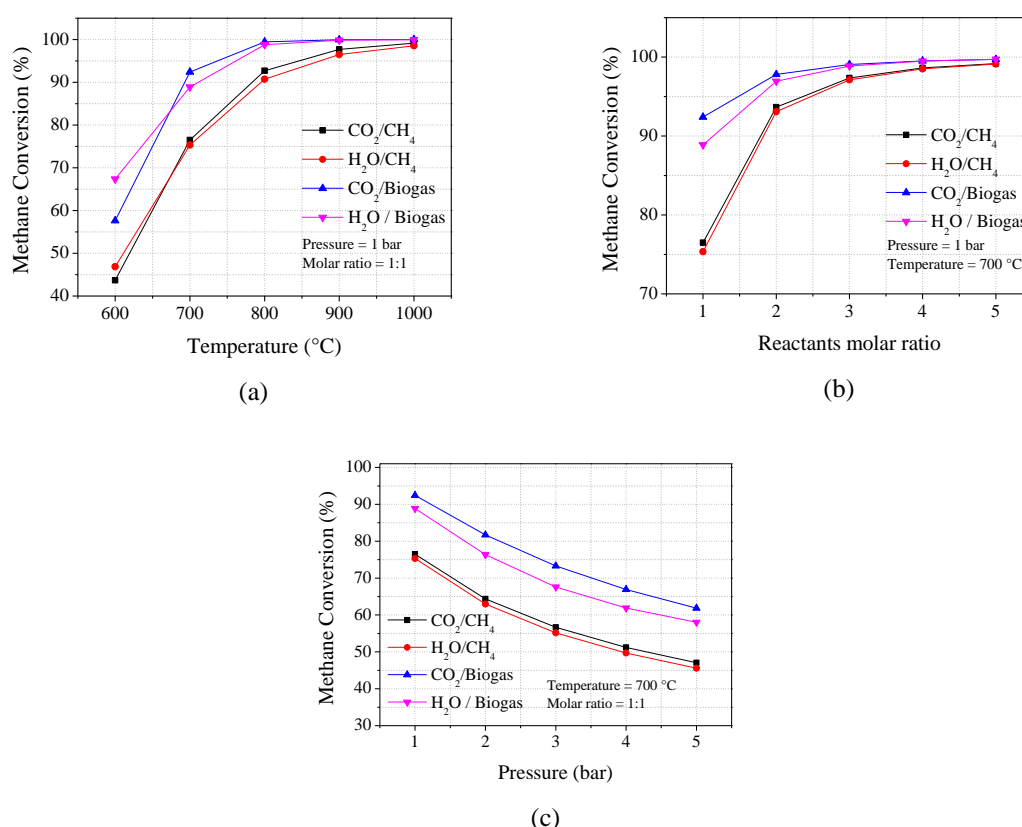 Methane Conversion (%)
100
90
80
70
60
50
40
CO₂/CH₄
H₂O/CH₄
CO₂/Biogas
H₂O / Biogas
Pressure = 1 bar
Molar ratio = 1:1
600 700 800 900 1000
Temperature (°C)
(a)
Methane Conversion (%)
100
90
80
70
CO₂/CH₄
H₂O/CH₄
CO₂/Biogas
H₂O / Biogas
Pressure = 1 bar
Temperature = 700 °C
1 2 3 4 5
Reactants molar ratio
(b)
Methane Conversion (%)
100
90
80
70
60
50
40
30
CO₂/CH₄
H₂O/CH₄
CO₂/Biogas
H₂O / Biogas
Temperature = 700 °C
Molar ratio = 1:1
1 2 3 4 5
Pressure (bar)
(c)